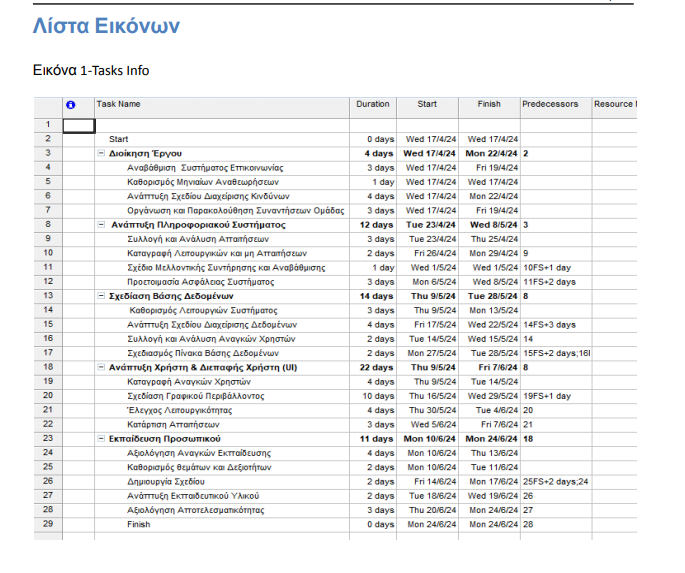 Λίστα Εικόνων
Εικόνα 1-Tasks Info
Task Name Duration Start Finish Predecessors Resource
1
2 Start 0 days Wed 17/4/24 Wed 17/4/24
3 Διοίκηση Έργου 4 days Wed 17/4/24 Mon 22/4/24 2
4 Αναβάθμιση Συστήματος Επικοινωνίας 3 days Wed 17/4/24 Fri 19/4/24
5 Καθορισμός Μηνιαίων Αναθεωρήσεων 1 day Wed 17/4/24 Wed 17/4/24
6 Ανάπτυξη Σχεδίου Διαχείρισης Κινδύνων 4 days Wed 17/4/24 Mon 22/4/24
7 Οργάνωση και Παρακολούθηση Συναντήσεων Ομάδας 3 days Wed 17/4/24 Fri 19/4/24
8 Ανάπτυξη Πληροφοριακού Συστήματος 12 days Tue 23/4/24 Wed 8/5/24 3
9 Συλλογή και Ανάλυση Απαιτήσεων 3 days Tue 23/4/24 Thu 25/4/24
10 Καταγραφή Λειτουργικών και μη Απαιτήσεων 2 days Fri 26/4/24 Mon 29/4/24 9
11 Σχέδιο Μελλοντικής Συντήρησης και Αναβάθμισης 1 day Wed 1/5/24 Wed 1/5/24 10FS+1 day
12 Προετοιμασία Ασφάλειας Συστήματος 3 days Mon 6/5/24 Wed 8/5/24 11FS+2 days
13 Σχεδίαση Βάσης Δεδομένων 14 days Thu 9/5/24 Tue 28/5/24 8
14 Καθορισμός Λειτουργιών Συστήματος 3 days Thu 9/5/24 Mon 13/5/24
15 Ανάπτυξη Σχεδίου Διαχείρισης Δεδομένων 4 days Fri 17/5/24 Wed 22/5/24 14FS+3 days
16 Συλλογή και Ανάλυση Αναγκών Χρηστών 2 days Tue 14/5/24 Wed 15/5/24 14
17 Σχεδιασμός Πίνακα Βάσης Δεδομένων 2 days Mon 27/5/24 Tue 28/5/24 15FS+2 days;16
18 Ανάπτυξη Χρήστη & Διεπαφής Χρήστη (UI) 22 days Thu 9/5/24 Fri 7/6/24 8
19 Καταγραφή Αναγκών Χρηστών 4 days Thu 9/5/24 Tue 14/5/24
20 Σχεδίαση Γραφικού Περιβάλλοντος 10 days Thu 16/5/24 Wed 29/5/24 19FS+1 day
21 Έλεγχος Λειτουργικότητας 4 days Thu 30/5/24 Tue 4/6/24 20
22 Κατάρτιση Απαιτήσεων 3 days Wed 5/6/24 Fri 7/6/24 21
23 Εκπαίδευση Προσωπικού 11 days Mon 10/6/24 Mon 24/6/24 18
24 Αξιολόγηση Αναγκών Εκπαίδευσης 4 days Mon 10/6/24 Thu 13/6/24
25 Καθορισμός θεμάτων και Δεξιοτήτων 2 days Mon 10/6/24 Tue 11/6/24
26 Δημιουργία Σχεδίου 2 days Fri 14/6/24 Mon 17/6/24 25FS+2 days;24
27 Ανάπτυξη Εκπαιδευτικού Υλικού 2 days Tue 18/6/24 Wed 19/6/24 26
28 Αξιολόγηση Αποτελεσματικότητας 3 days Thu 20/6/24 Mon 24/6/24 27
29 Finish 0 days Mon 24/6/24 Mon 24/6/24 28